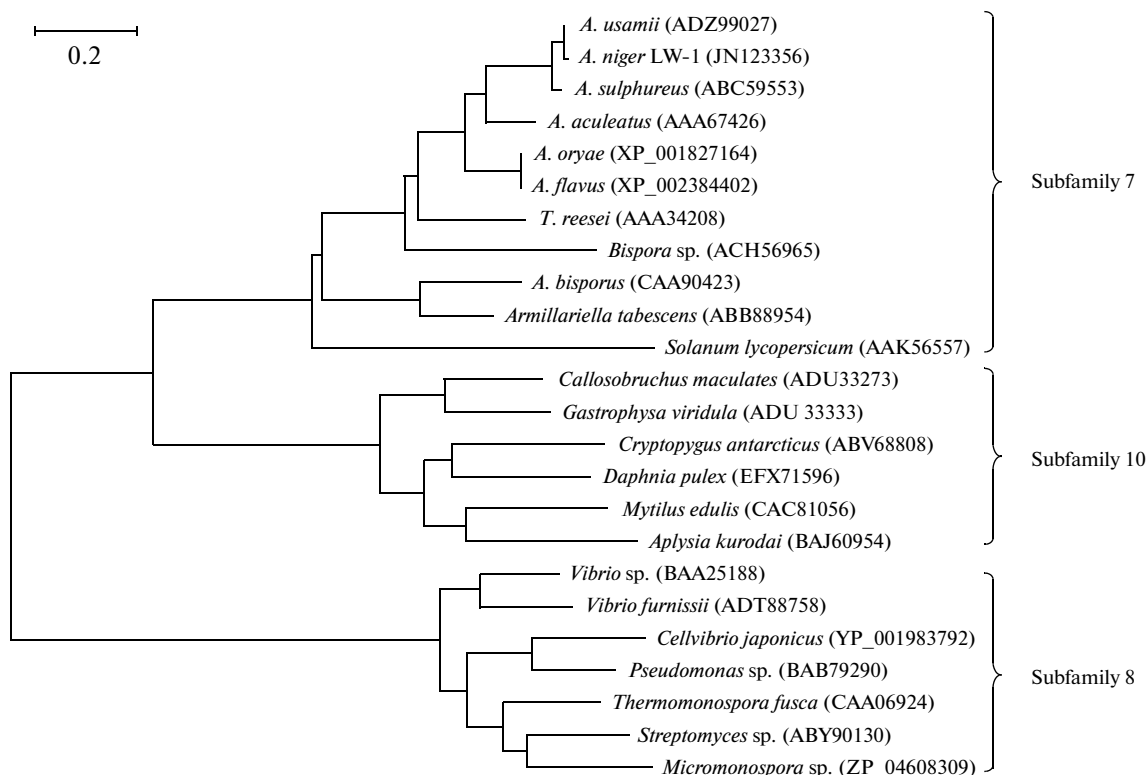 0.2
A. usamii (ADZ99027)
A. niger LW-1 (JN123356)
A. sulphureus (ABC59553)
A. aculeatus (AAA67426)
A. oryae (XP_001827164)
A. flavus (XP_002384402)
T. reesei (AAA34208)
Bispora sp. (ACH56965)
A. bisporus (CAA90423)
Armillariella tabescens (ABB88954)
Solanum lycopersicum (AAK56557)
Subfamily 7
Callosobruchus maculates (ADU33273)
Gastrophysa viridula (ADU 33333)
Cryptopygus antarcticus (ABV68808)
Daphnia pulex (EFX71596)
Mytilus edulis (CAC81056)
Aplysia kurodai (BAJ60954)
Subfamily 10
Vibrio sp. (BAA25188)
Vibrio furnissii (ADT88758)
Cellvibrio japonicus (YP_001983792)
Pseudomonas sp. (BAB79290)
Thermomonospora fusca (CAA06924)
Streptomyces sp. (ABY90130)
Micromonospora sp. (ZP_04608309)
Subfamily 8